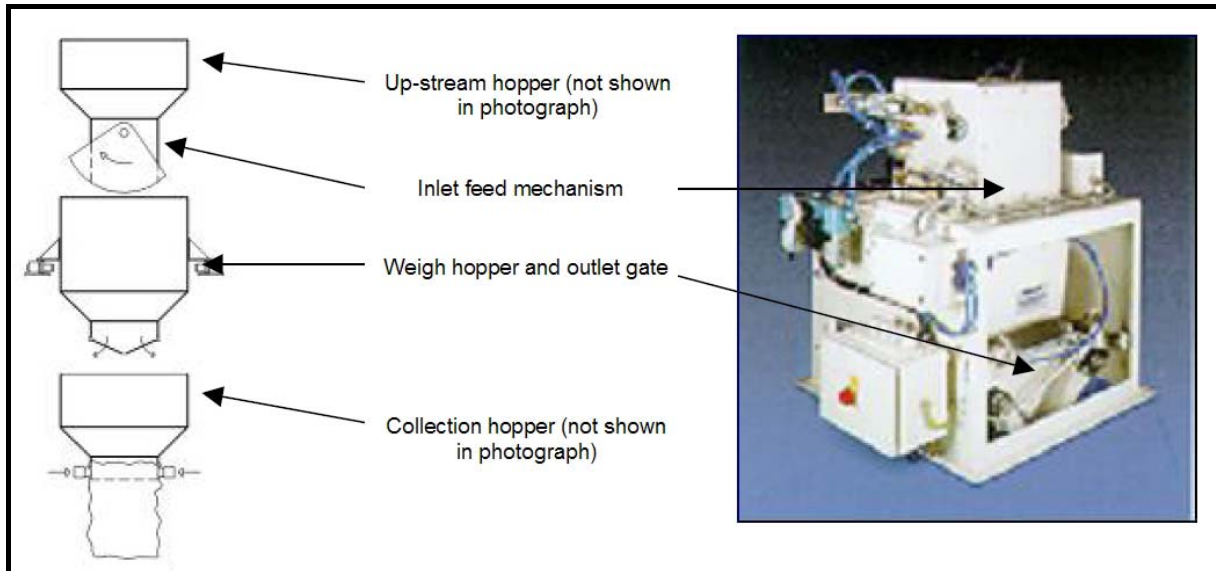 Up-stream hopper (not shown
in photograph)
Inlet feed mechanism
Weigh hopper and outlet gate
Collection hopper (not shown
in photograph)